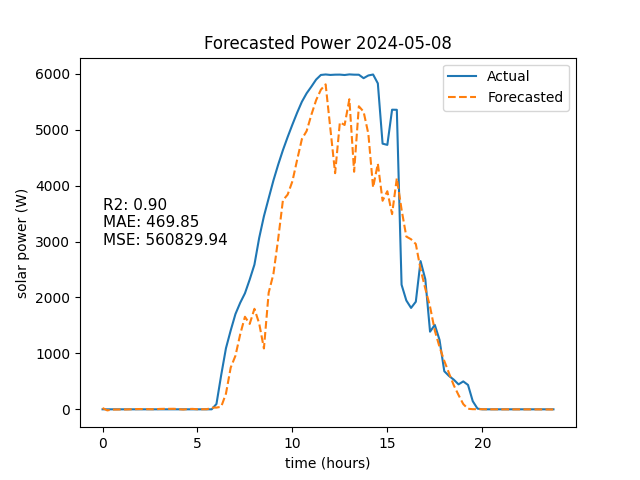 Forecasted Power 2024-05-08
Actual
Forecasted
R2: 0.90
MAE: 469.85
MSE: 560829.94
solar power (W)
6000
5000
4000
3000
2000
1000
0
0 5 10 15 20
time (hours)